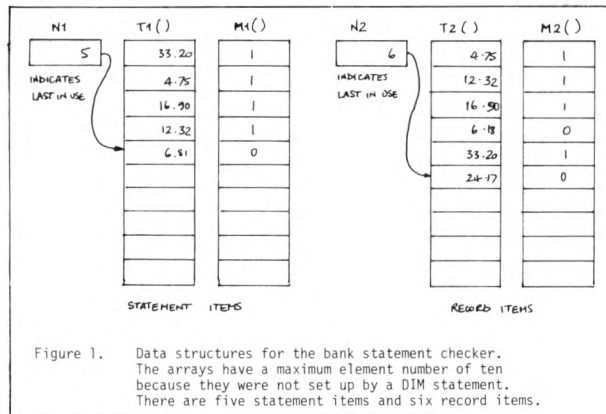 N1 T1() M1() N2 T2() M2()
5 33.20 1 6 4.75 1
INDICATES 4.75 1 INDICATES 12.32 1
LAST IN USE 16.90 1 LAST IN USE 16.90 1
12.32 1 6.18 0
6.81 0 33.20 1
24.17 0
STATEMENT ITEMS RECORD ITEMS
Figure 1. Data structures for the bank statement checker.
The arrays have a maximum element number of ten
because they were not set up by a DIM statement.
There are five statement items and six record items.